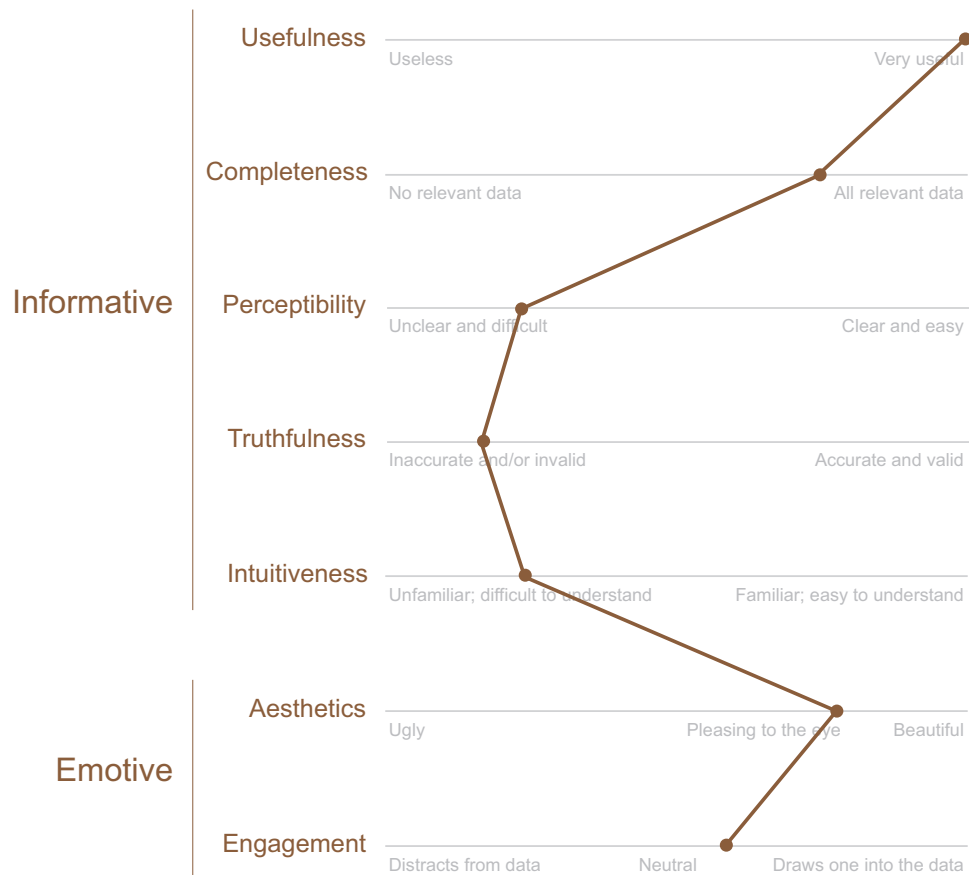 Usefulness
Useless
Very useful
Completeness
No relevant data
All relevant data
Informative
Perceptibility
Unclear and difficult
Clear and easy
Truthfulness
Inaccurate and/or invalid
Accurate and valid
Intuitiveness
Unfamiliar; difficult to understand
Familiar; easy to understand
Aesthetics
Ugly
Pleasing to the eye
Beautiful
Emotive
Engagement
Distracts from data
Neutral
Draws one into the data